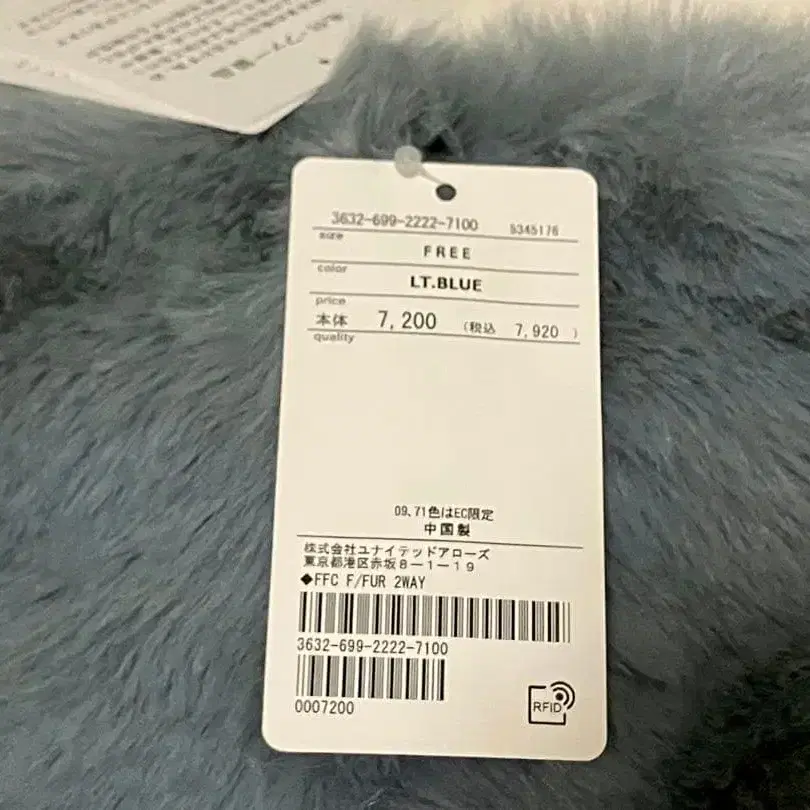 3632-699-2222-7100 5345176
size
FREE
color
LT.BLUE
price
本体 7,200 (税込 7,920 )
quality
09、71色はEC限定
中国製
株式会社ユナイテッドアローズ
東京都港区赤坂8-1-19
◆FFC F/FUR 2WAY
3632-699-2222-7100
0007200
RFID